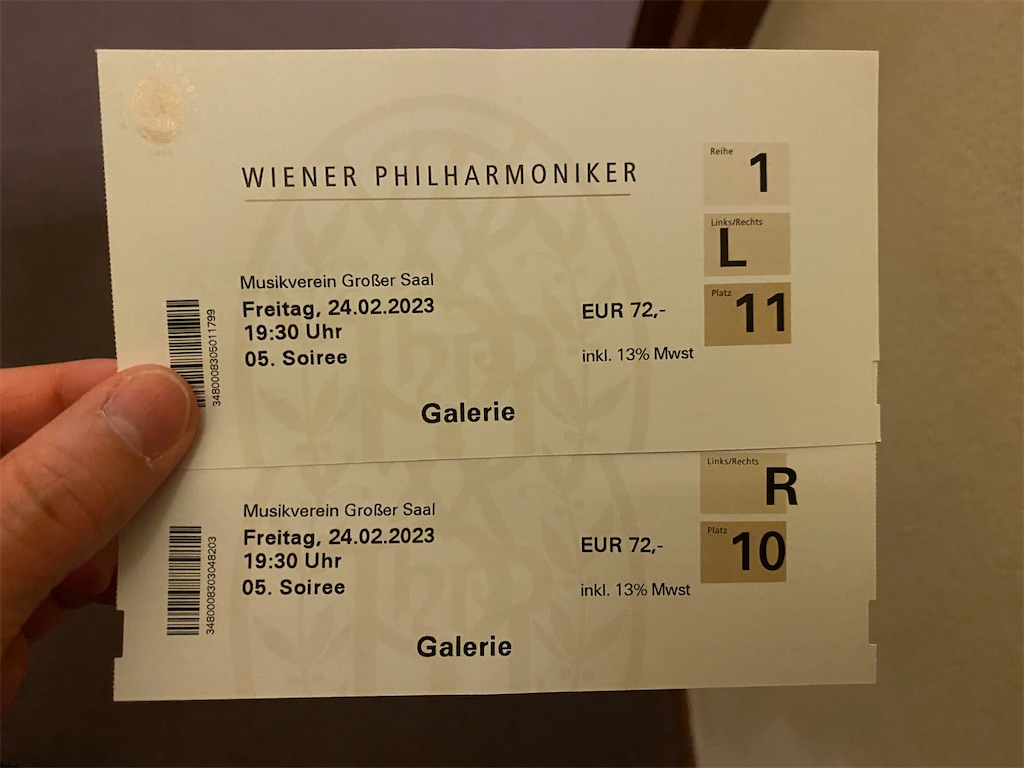 WIENER PHILHARMONIKER
Reihe
1
Links/Rechts
L
Platz
11
Musikverein Großer Saal
Freitag, 24.02.2023
19:30 Uhr
05. Soiree
EUR 72,-
inkl. 13% Mwst
Galerie
3480008305011799
Links/Rechts
R
Platz
10
Musikverein Großer Saal
Freitag, 24.02.2023
19:30 Uhr
05. Soiree
EUR 72,-
inkl. 13% Mwst
Galerie
3480008303048203